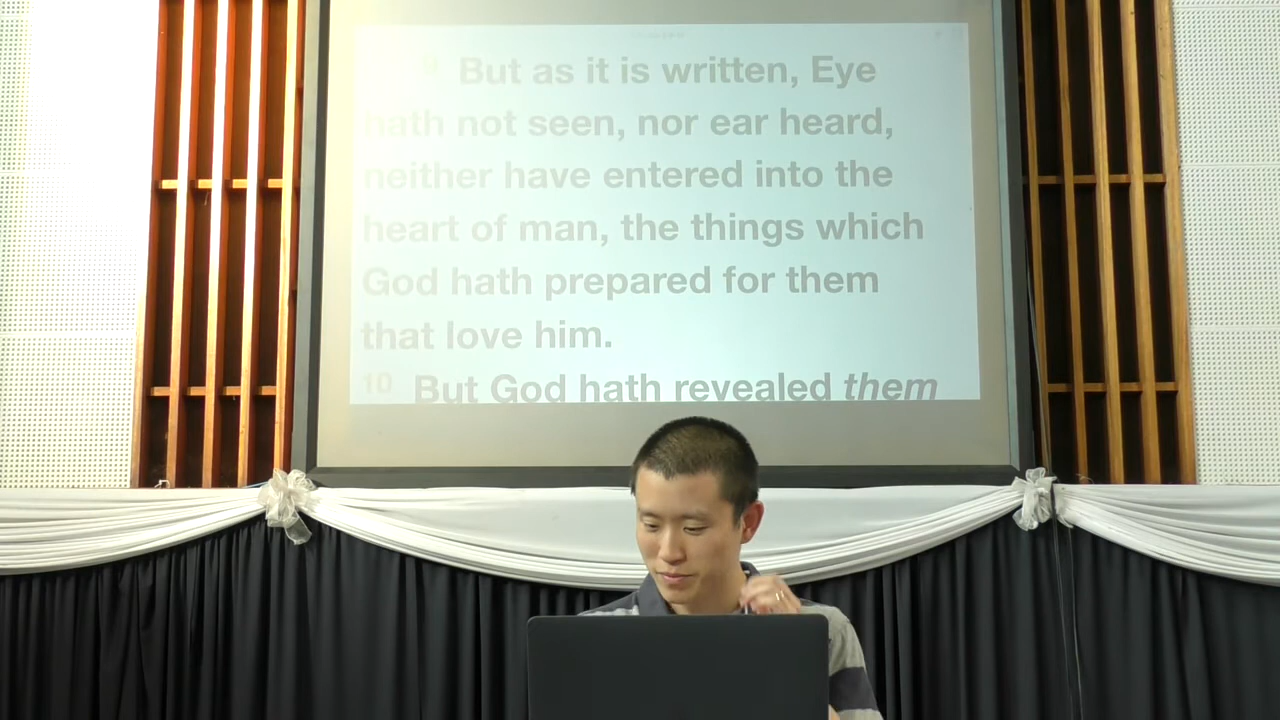 9 But as it is written, Eye
hath not seen, nor ear heard,
neither have entered into the
heart of man, the things which
God hath prepared for them
that love him.
10 But God hath revealed them